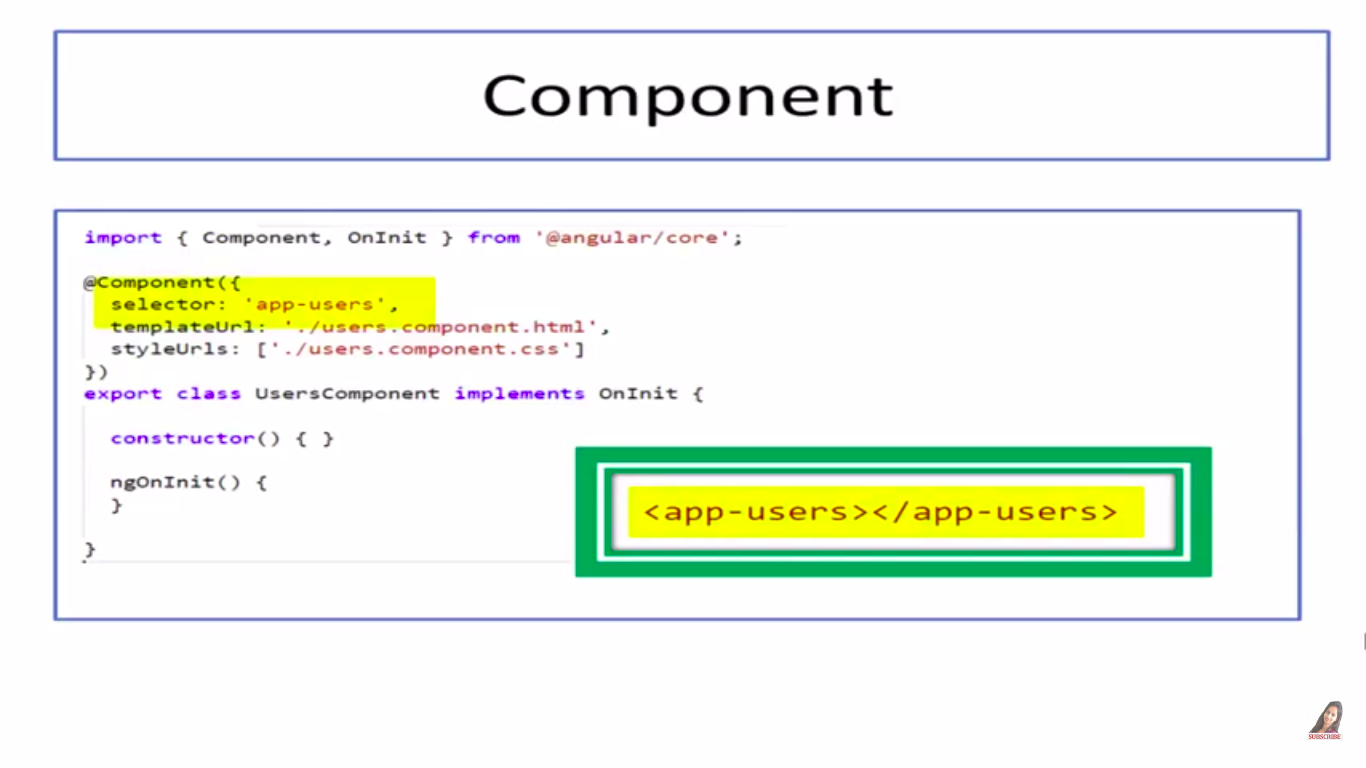 Component
import { Component, OnInit } from '@angular/core';
@Component({
selector: 'app-users',
templateUrl: './users.component.html',
styleUrls: ['./users.component.css']
})
export class UsersComponent implements OnInit {
constructor() { }
ngOnInit() {
}
}
<app-users></app-users>
SUBSCRIBE